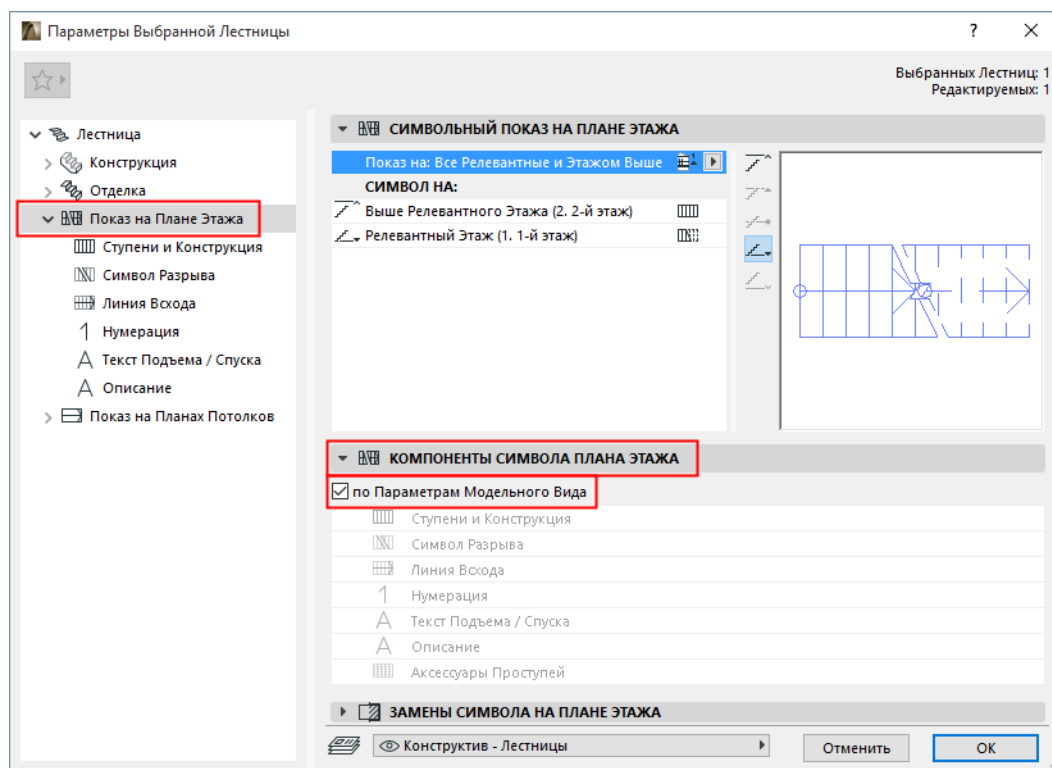 Параметры Выбранной Лестницы
?
Выбранных Лестниц: 1
Редактируемых: 1
Лестница
Конструкция
Отделка
Показ на Плане Этажа
Ступени и Конструкция
Символ Разрыва
Линия Всхода
Нумерация
Текст Подъема / Спуска
Описание
Показ на Планах Потолков
СИМВОЛЬНЫЙ ПОКАЗ НА ПЛАНЕ ЭТАЖА
Показ на: Все Релевантные и Этажом Выше
СИМВОЛ НА:
Выше Релевантного Этажа (2. 2-й этаж)
Релевантный Этаж (1. 1-й этаж)
КОМПОНЕНТЫ СИМВОЛА ПЛАНА ЭТАЖА
по Параметрам Модельного Вида
Ступени и Конструкция
Символ Разрыва
Линия Всхода
Нумерация
Текст Подъема / Спуска
Описание
Аксессуары Проступей
ЗАМЕНЫ СИМВОЛА НА ПЛАНЕ ЭТАЖА
Конструктив - Лестницы
Отменить
ОК